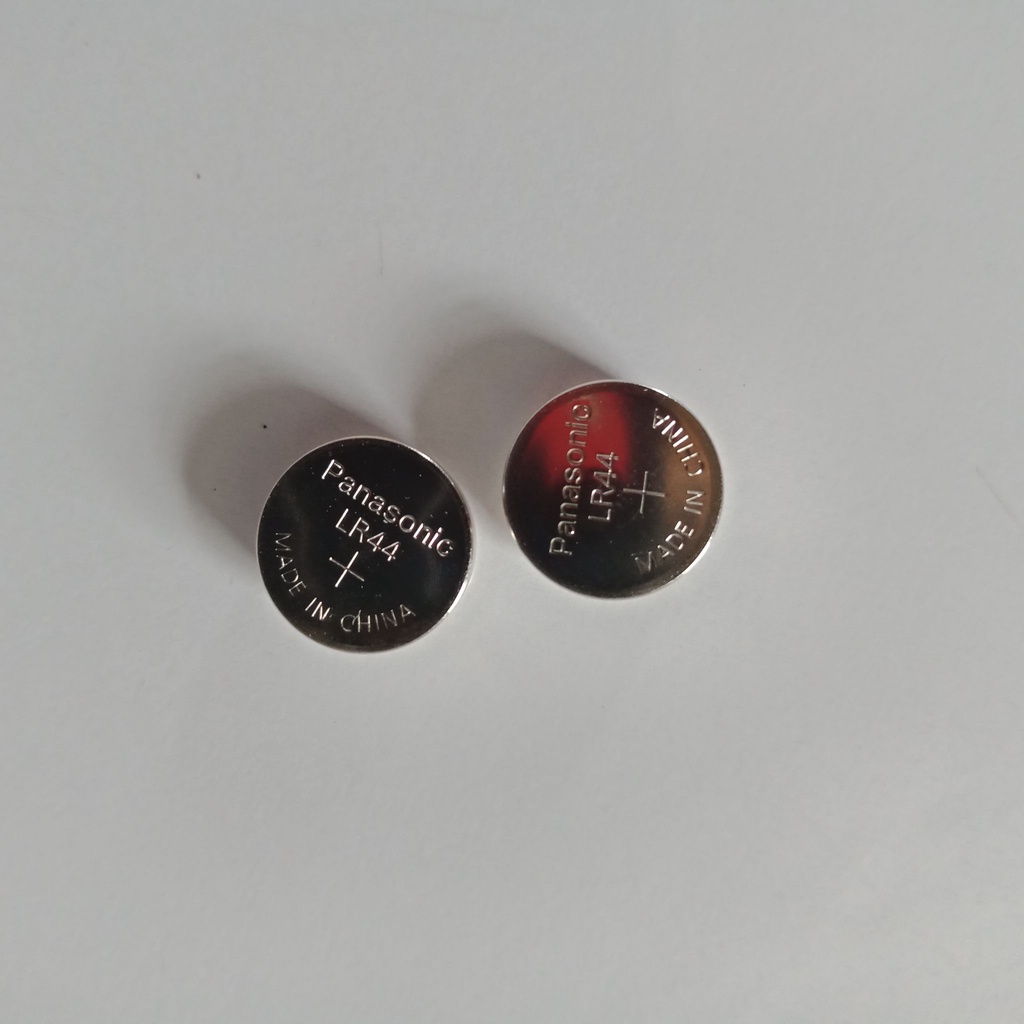 Panasonic
LR44
+
MADE IN CHINA
Panasonic
LR44
+
MADE IN CHINA